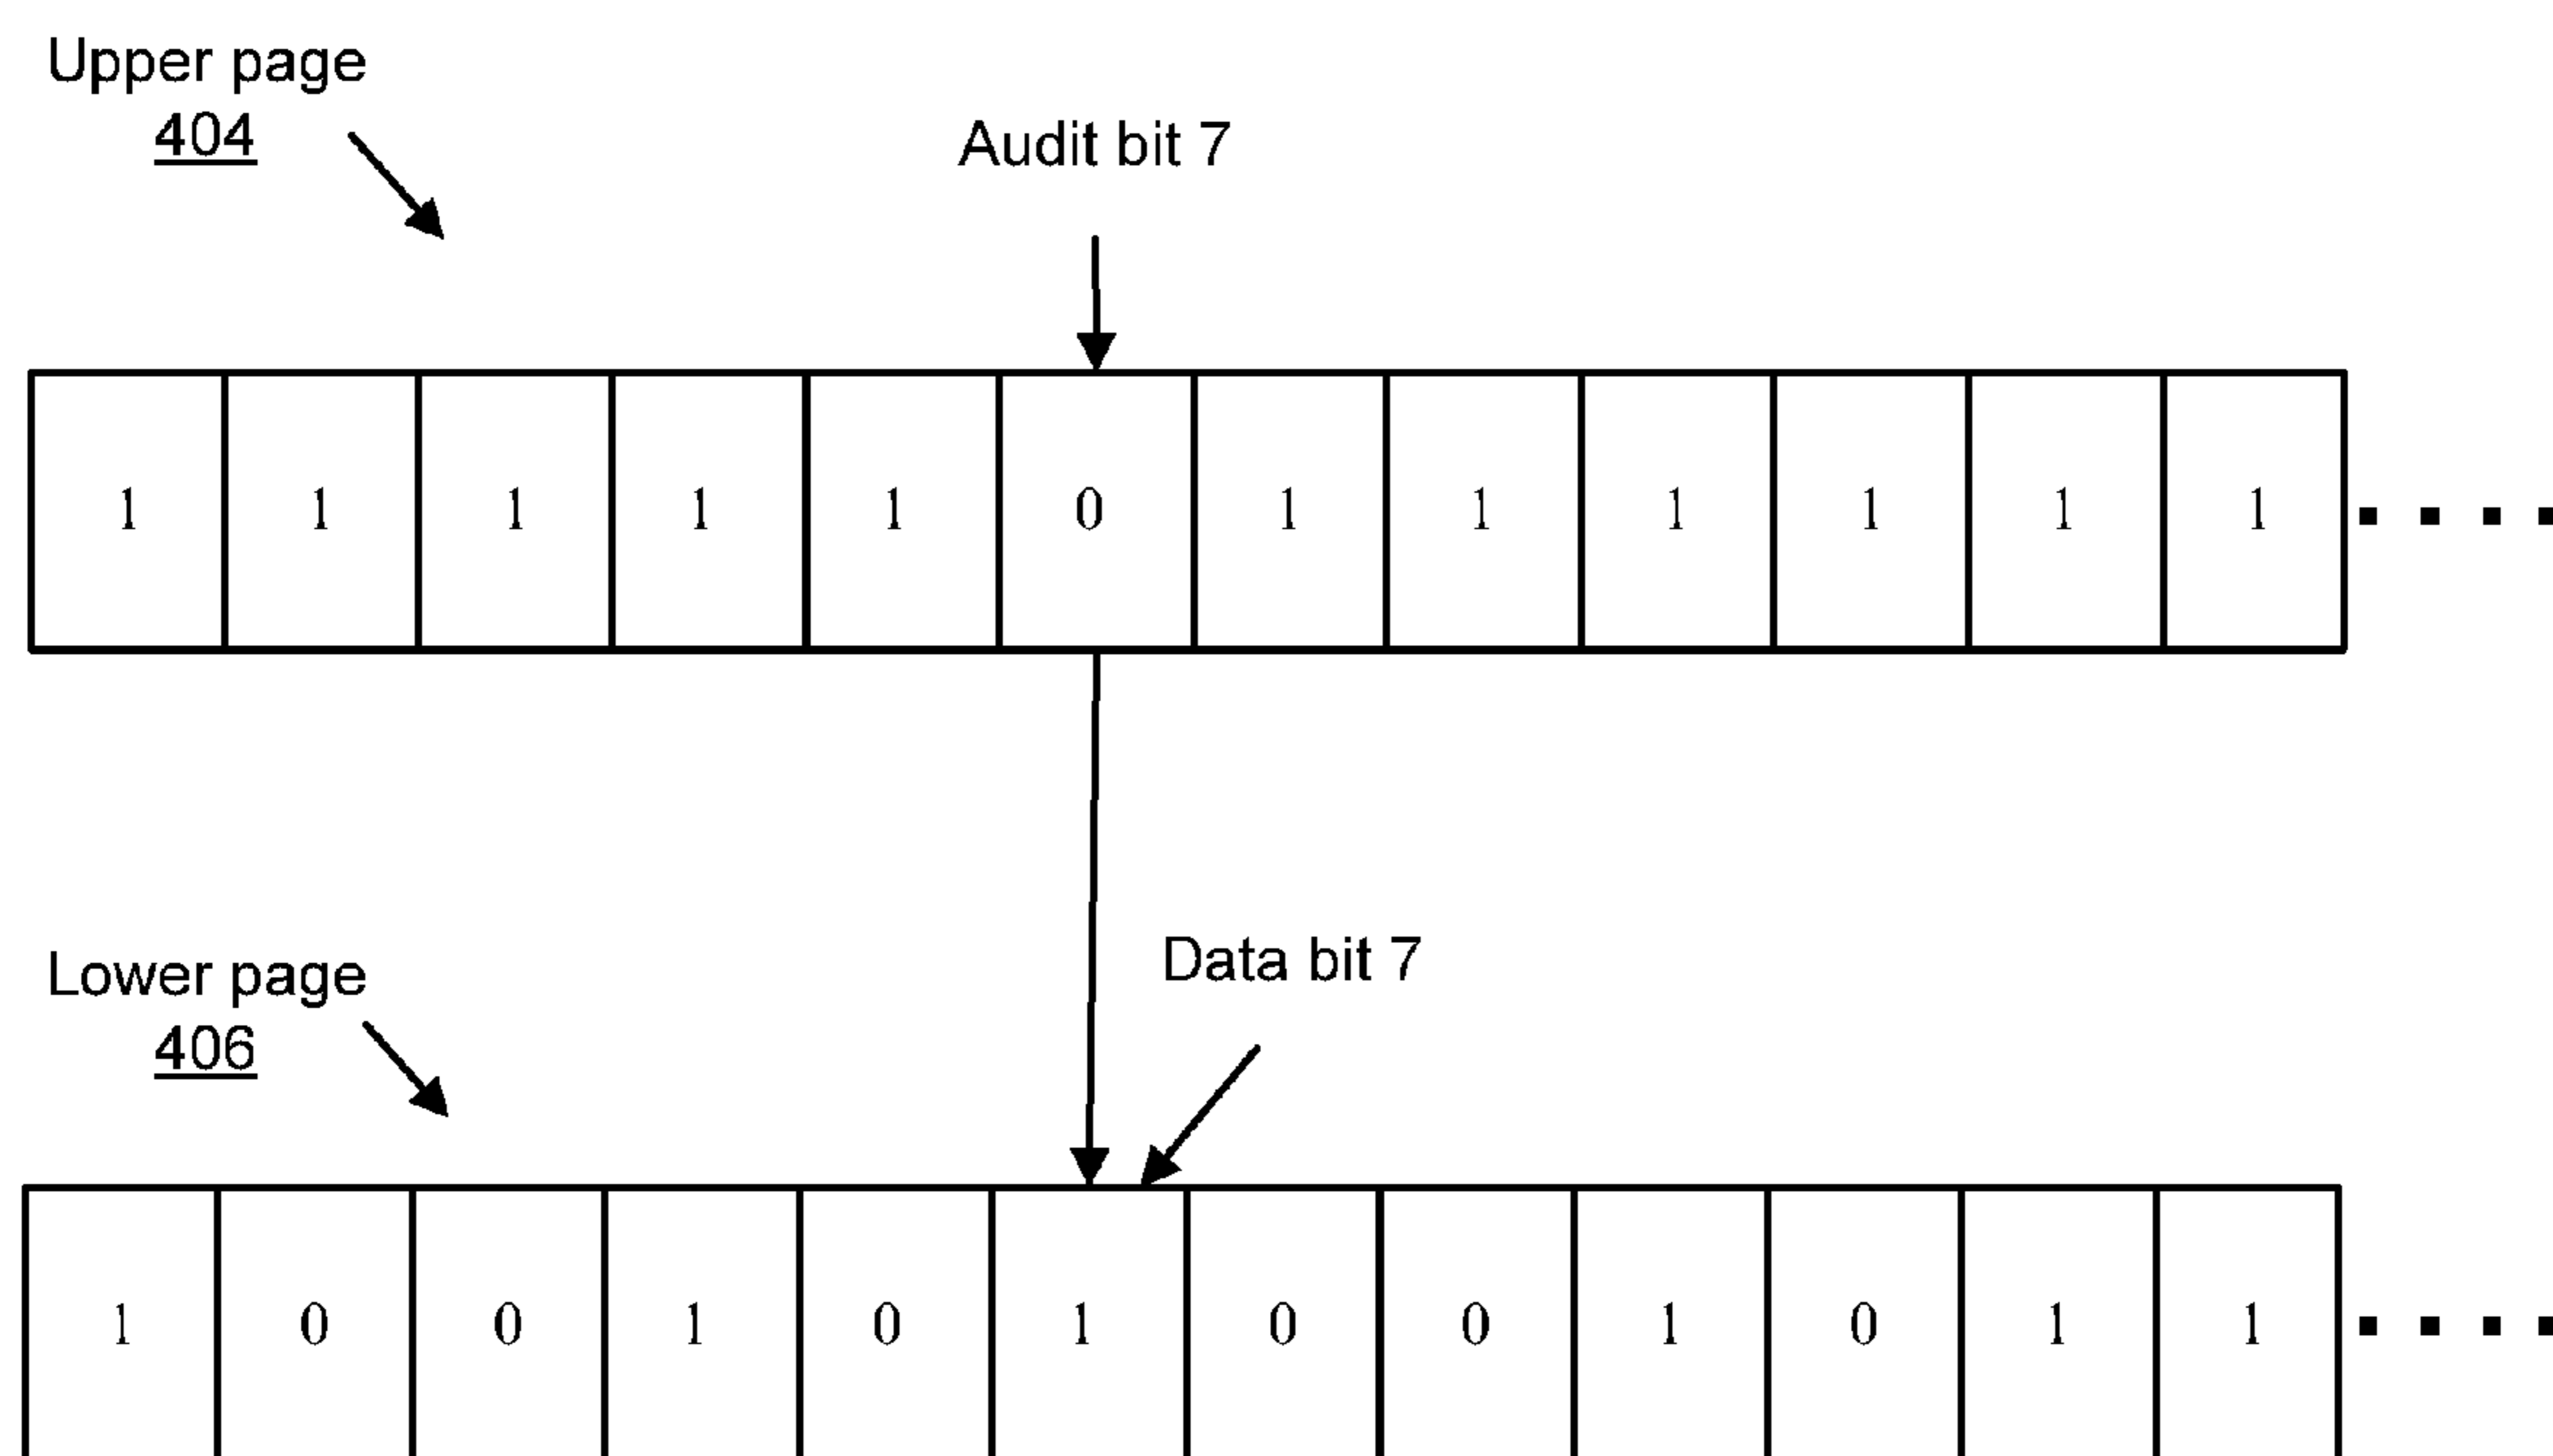 Upper page
404
Audit bit 7
1 1 1 1 1 0 1 1 1 1 1 1
Lower page
406
Data bit 7
1 0 0 1 0 1 0 0 1 0 1 1